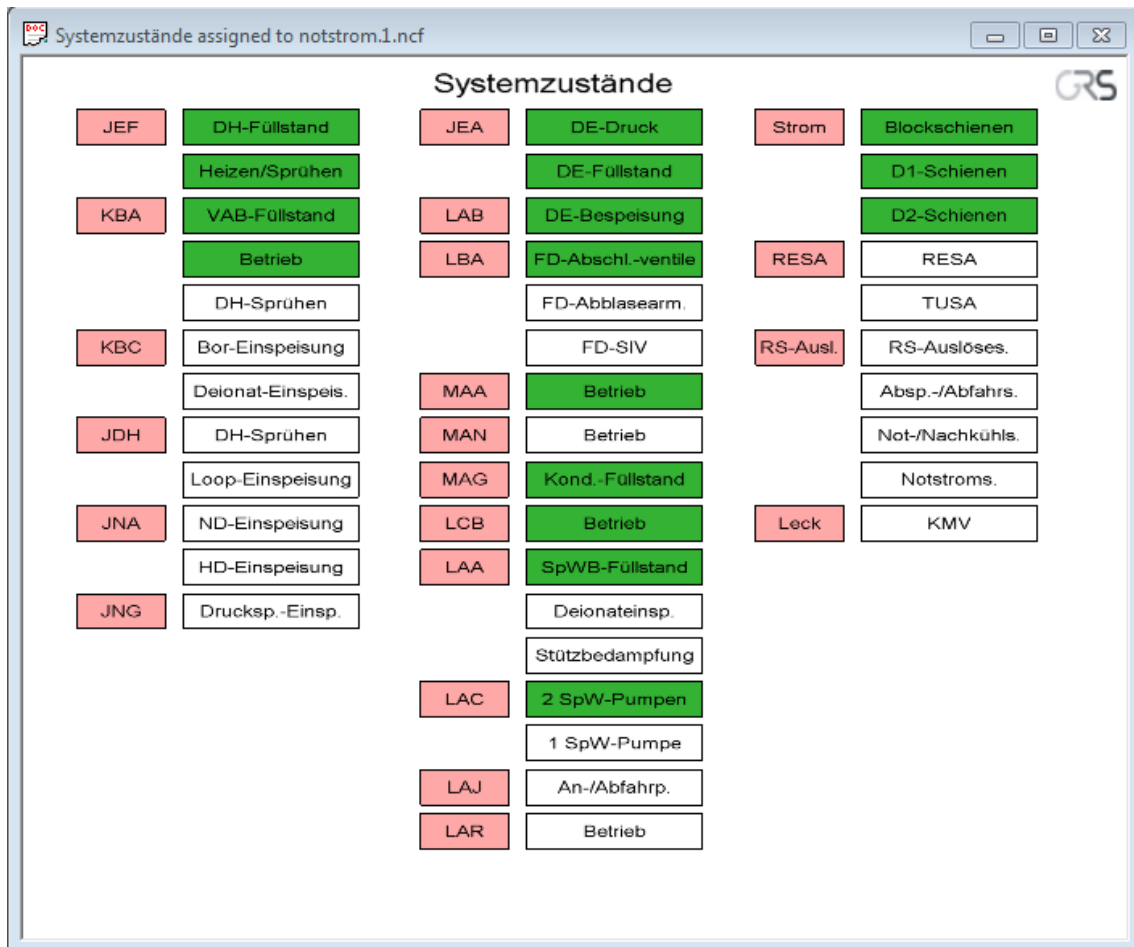 Systemzustände assigned to notstrom.1.ncf
Systemzustände
GRS
JEF DH-Füllstand JEA DE-Druck Strom Blockschienen
Heizen/Sprühen DE-Füllstand D1-Schienen
KBA VAB-Füllstand LAB DE-Bespeisung D2-Schienen
Betrieb LBA FD-Abschl.-ventile RESA RESA
DH-Sprühen FD-Abblasearm. TUSA
KBC Bor-Einspeisung FD-SIV RS-Ausl. RS-Auslöses.
Deionat-Einspeis. MAA Betrieb Absp.-/Abfahrs.
JDH DH-Sprühen MAN Betrieb Not-/Nachkühls.
Loop-Einspeisung MAG Kond.-Füllstand Notstroms.
JNA ND-Einspeisung LCB Betrieb Leck KMV
HD-Einspeisung LAA SpWB-Füllstand
JNG Drucksp.-Einsp. Deionateinsp.
Stützbedampfung
LAC 2 SpW-Pumpen
1 SpW-Pumpe
LAJ An-/Abfahrp.
LAR Betrieb